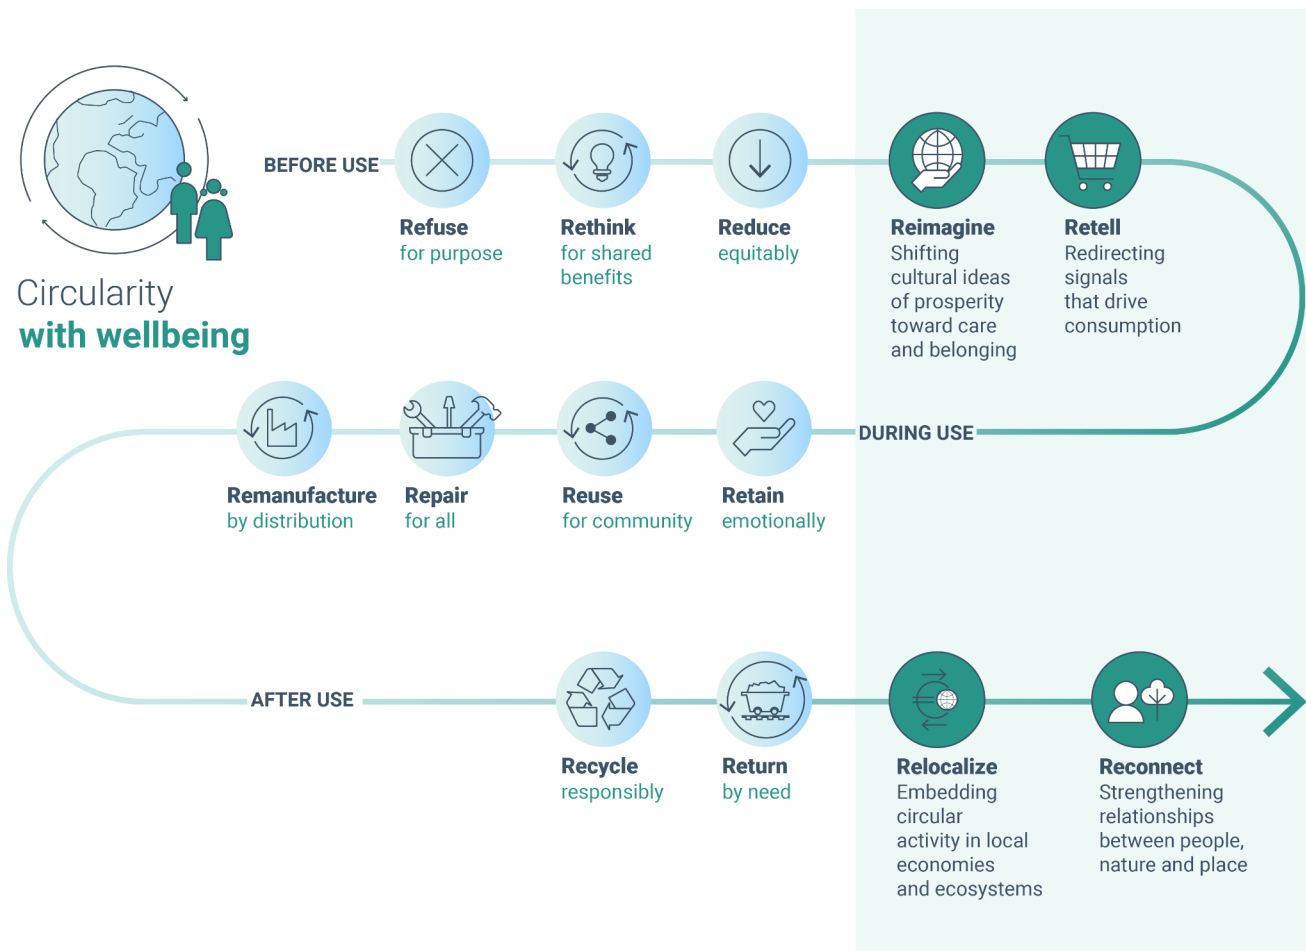 Circularity
with wellbeing
BEFORE USE
Refuse
for purpose
Rethink
for shared
benefits
Reduce
equitably
Reimagine
Shifting
cultural ideas
of prosperity
toward care
and belonging
Retell
Redirecting
signals
that drive
consumption
DURING USE
Retain
emotionally
Reuse
for community
Repair
for all
Remanufacture
by distribution
AFTER USE
Recycle
responsibly
Return
by need
Relocalize
Embedding
circular
activity in local
economies
and ecosystems
Reconnect
Strengthening
relationships
between people,
nature and place